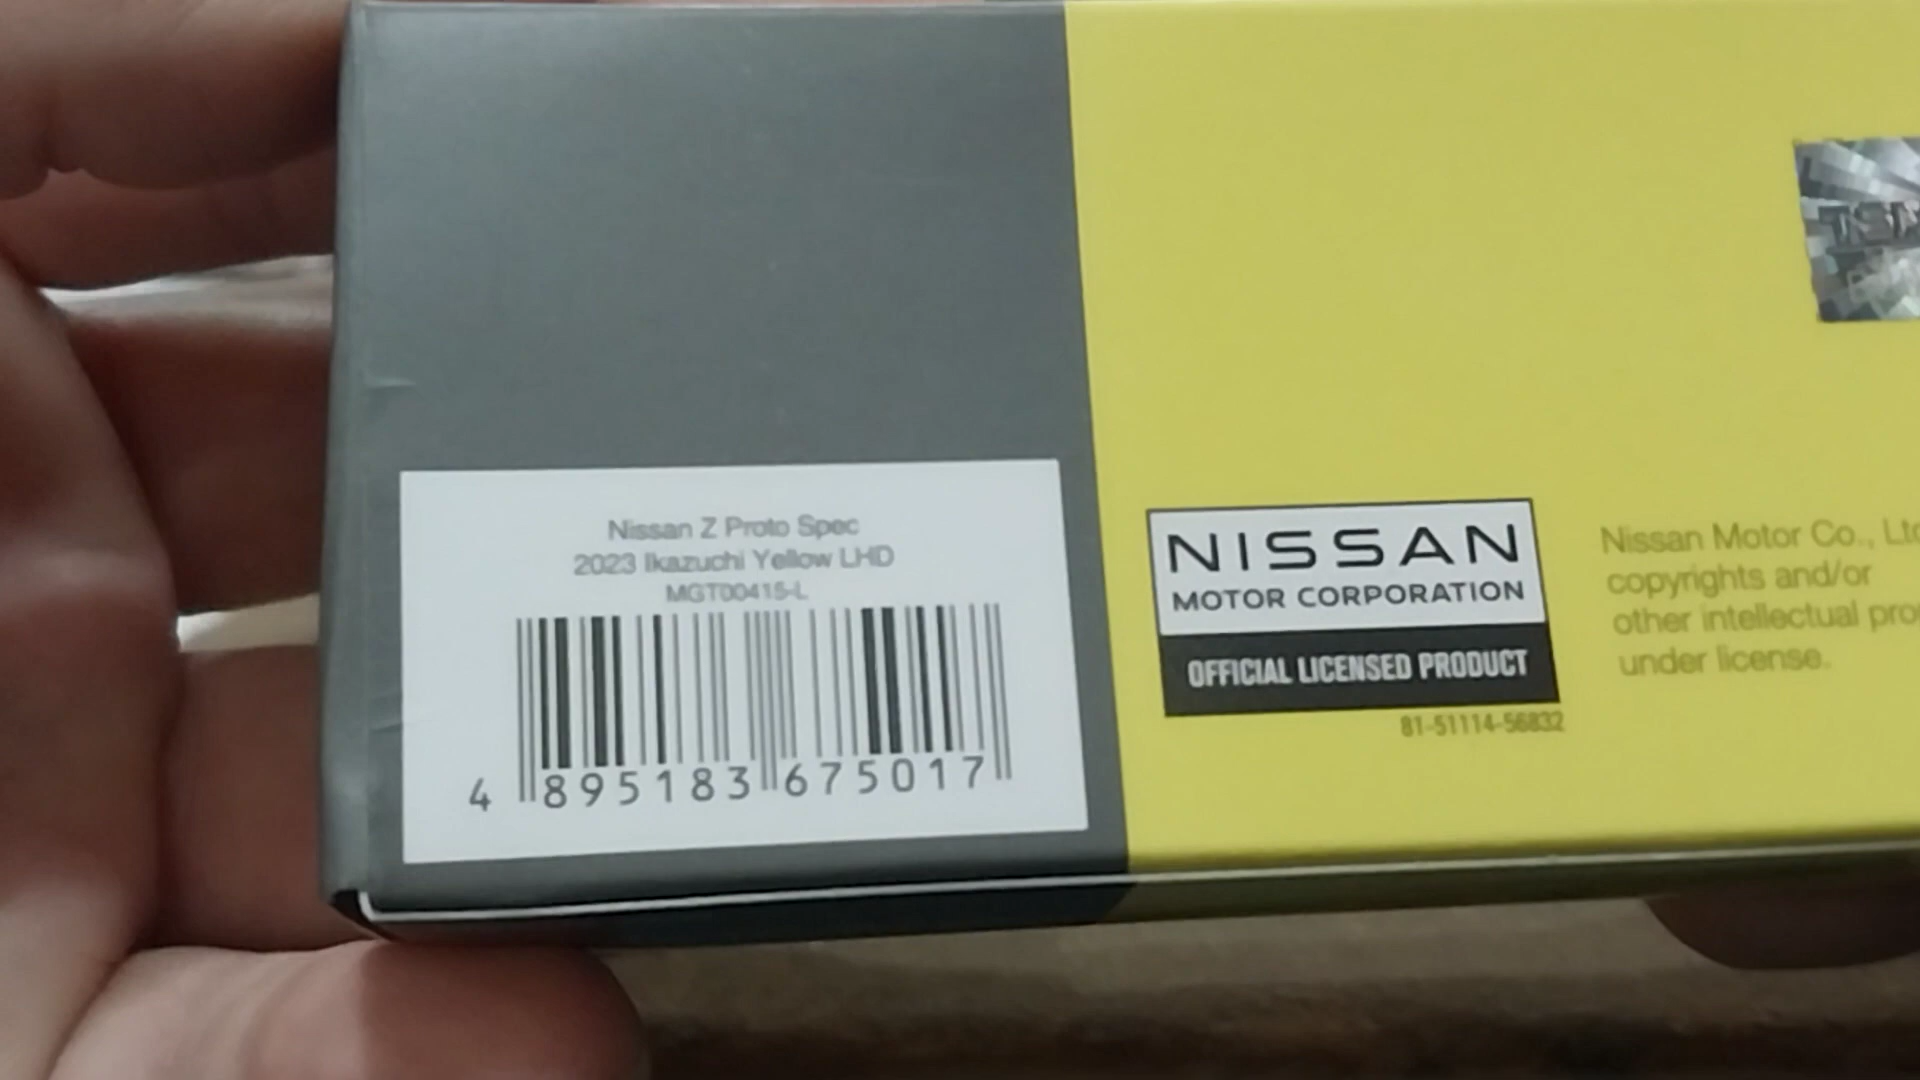 Nissan Z Proto Spec
2023 Ikazuchi Yellow LHD
MGT00415-L
4 895183 675017
NISSAN
MOTOR CORPORATION
OFFICIAL LICENSED PRODUCT
81-51114-56832
Nissan Motor Co., Ltd
copyrights and/or
other intellectual pro
under license.